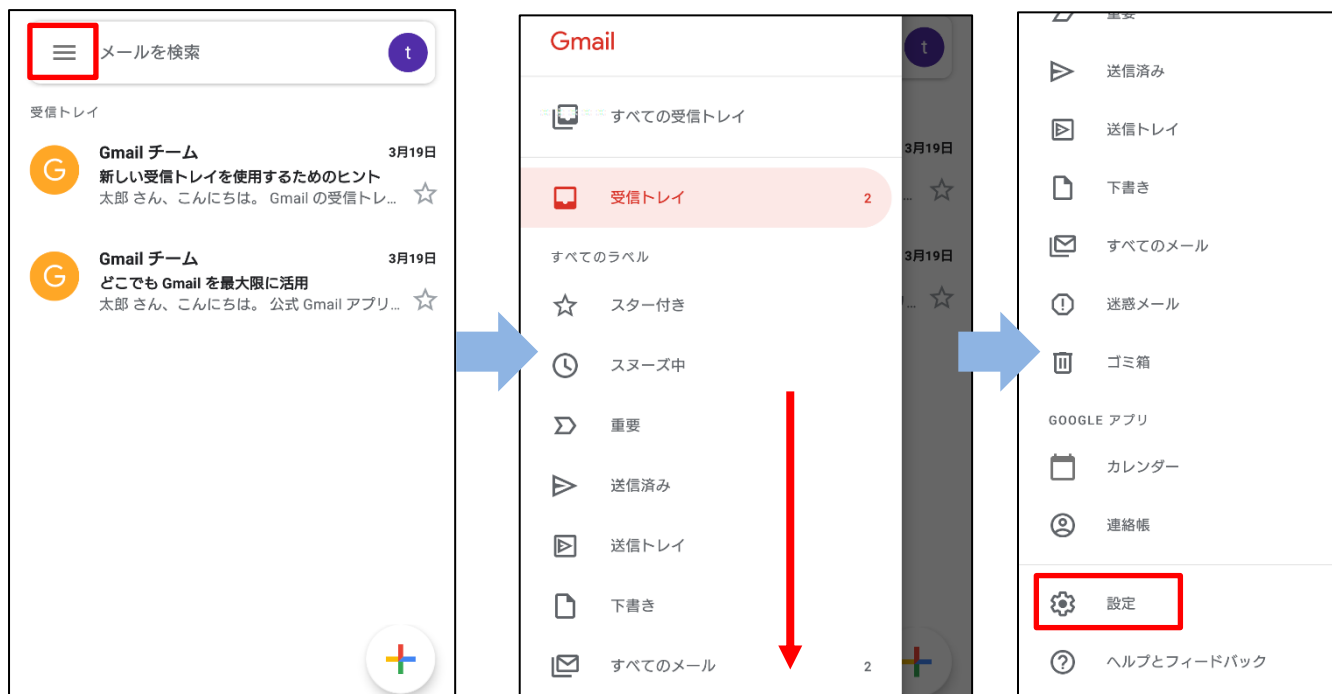 メールを検索
t
受信トレイ
G
Gmail チーム
3月19日
新しい受信トレイを使用するためのヒント
太郎 さん、こんにちは。 Gmail の受信トレ...
G
Gmail チーム
3月19日
どこでも Gmail を最大限に活用
太郎 さん、こんにちは。 公式 Gmail アプリ...
Gmail
t
すべての受信トレイ
3月19日
受信トレイ
2
...
すべてのラベル
3月19日
スター付き
...
スヌーズ中
重要
送信済み
送信トレイ
下書き
すべてのメール
2
重要
送信済み
送信トレイ
下書き
すべてのメール
迷惑メール
ゴミ箱
GOOGLE アプリ
カレンダー
連絡帳
設定
ヘルプとフィードバック